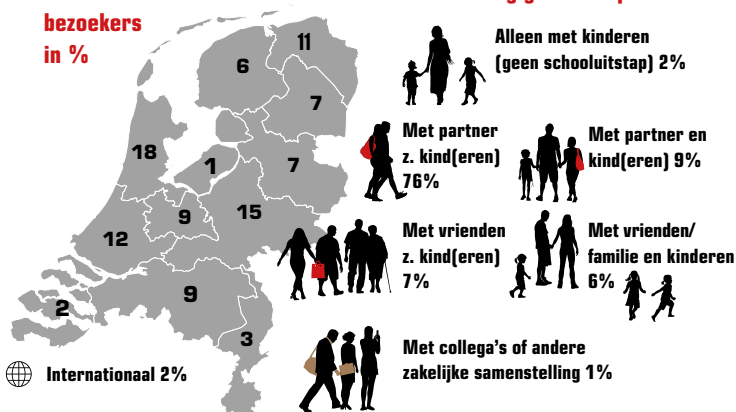 bezoekers
in %
11
6
7
18
1
7
9
15
12
9
2
3
Internationaal 2%
Alleen met kinderen
(geen schooluitstap) 2%
Met partner
z. kind(eren)
76%
Met partner en
kind(eren) 9%
Met vrienden
z. kind(eren)
7%
Met vrienden/
familie en kinderen
6%
Met collega's of andere
zakelijke samenstelling 1%